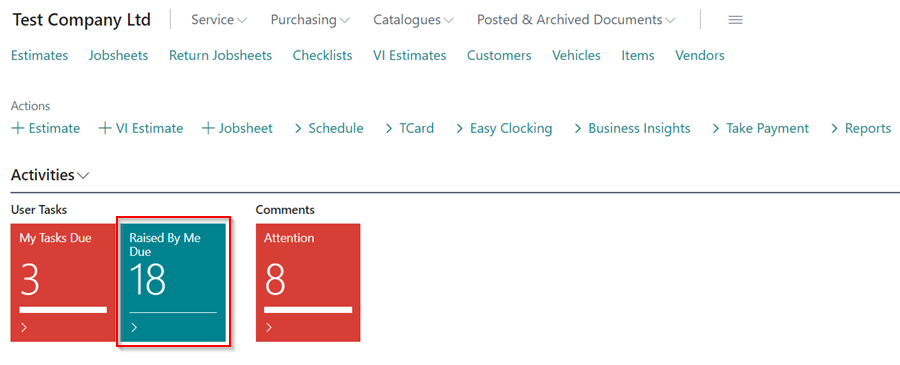 Test Company Ltd Service Purchasing Catalogues Posted & Archived Documents
Estimates Jobsheets Return Jobsheets Checklists VI Estimates Customers Vehicles Items Vendors
Actions
+ Estimate + VI Estimate + Jobsheet > Schedule > TCard > Easy Clocking > Business Insights > Take Payment > Reports
Activities
User Tasks
My Tasks Due
3
Raised By Me
Due
18
Comments
Attention
8